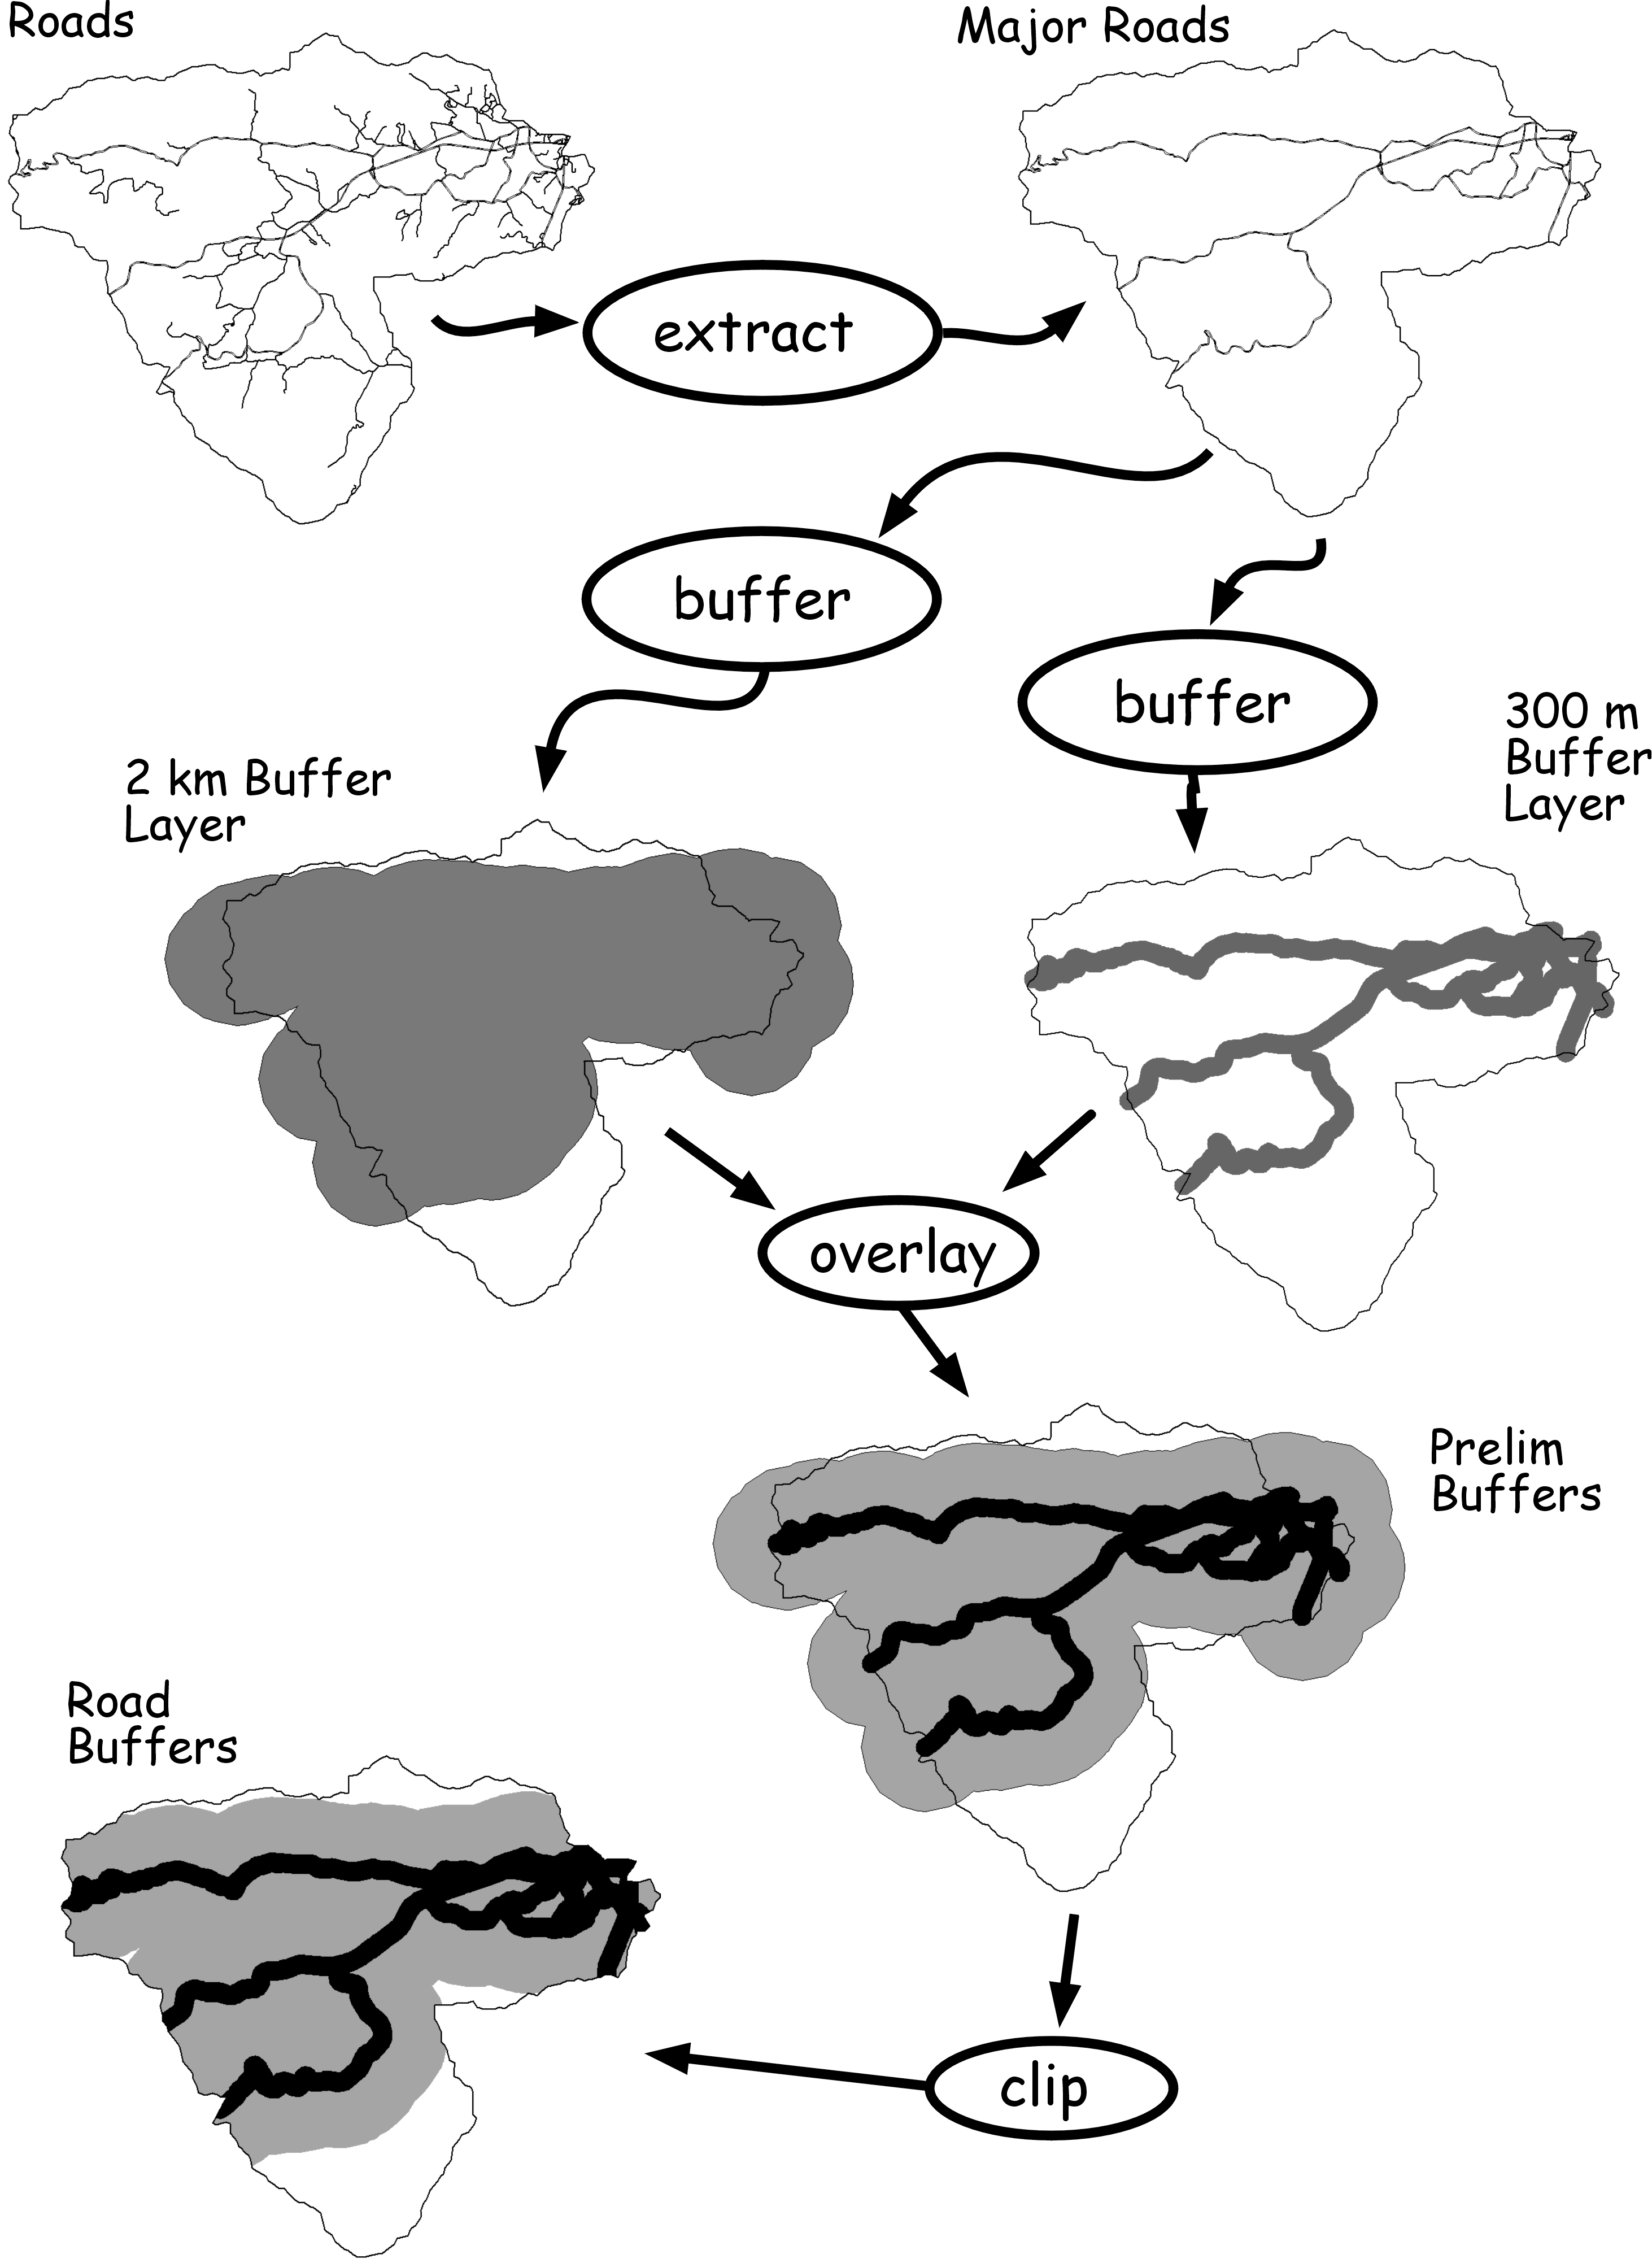 Roads
Major Roads
extract
buffer
buffer
300 m
Buffer
Layer
2 km Buffer
Layer
overlay
Prelim
Buffers
Road
Buffers
clip